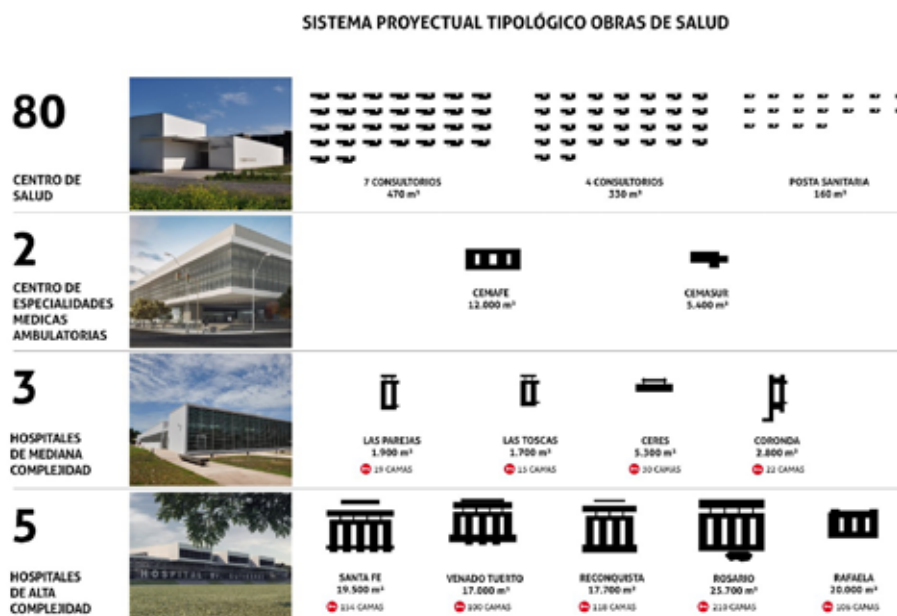 SISTEMA PROYECTUAL TIPOLÓGICO OBRAS DE SALUD
80
CENTRO DE
SALUD
7 CONSULTORIOS
470 m²
4 CONSULTORIOS
330 m²
POSTA SANITARIA
160 m²
2
CENTRO DE
ESPECIALIDADES
MEDICAS
AMBULATORIAS
CEMAFE
12.000 m²
CEMASUR
5.400 m²
3
HOSPITALES
DE MEDIANA
COMPLEJIDAD
LAS PAREJAS
1.900 m²
19 CAMAS
LAS TOSCAS
1.700 m²
15 CAMAS
CERES
5.300 m²
30 CAMAS
CORONDA
2.800 m²
22 CAMAS
5
HOSPITALES
DE ALTA
COMPLEJIDAD
HOSPITAL
SANTA FE
19.500 m²
CAMAS
VENADO TUERTO
17.000 m²
CAMAS
RECONQUISTA
17.700 m²
118 CAMAS
ROSARIO
25.700 m²
CAMAS
RAFAELA
20.000 m²
106 CAMAS